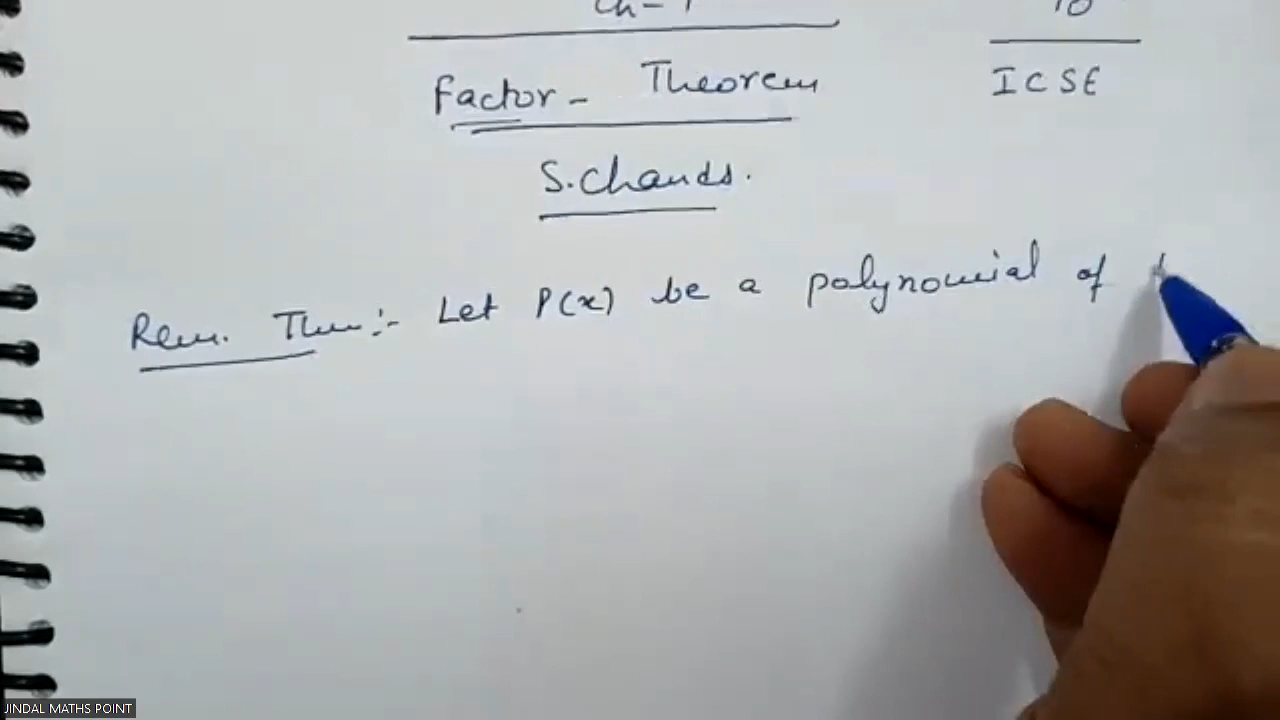 Factor - Theorem
ICSE
S. Chands.
Rem. Thm:- Let P(x) be a polynomial of
JINDAL MATHS POINT